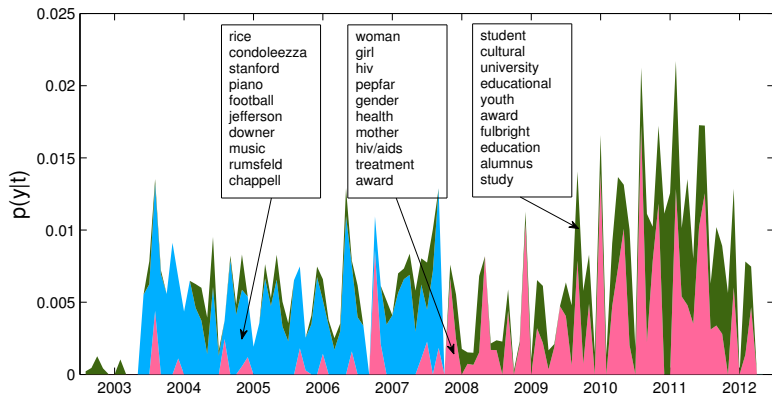 0.025
0.02
0.015
0.01
0.005
0
p(y|t)
rice
condoleezza
stanford
piano
football
jefferson
downer
music
rumsfeld
chappell
woman
girl
hiv
pepfar
gender
health
mother
hiv/aids
treatment
award
student
cultural
university
educational
youth
award
fulbright
education
alumnus
study
2003 2004 2005 2006 2007 2008 2009 2010 2011 2012